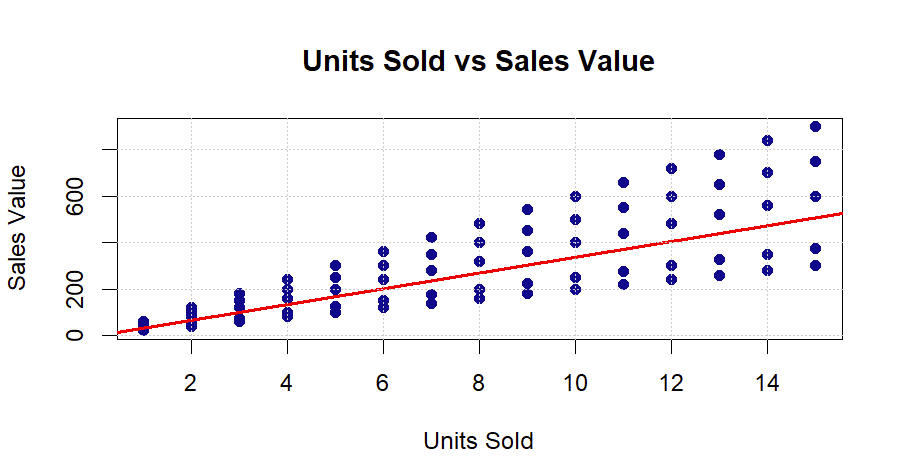 Units Sold vs Sales Value
Sales Value
600
200
0
2 4 6 8 10 12 14
Units Sold